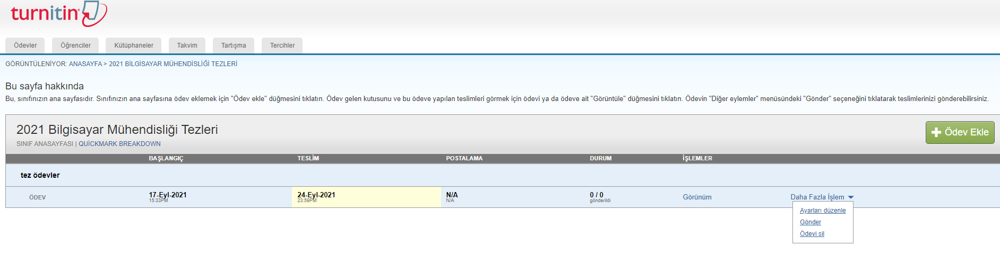 turnitin
Ödevler Öğrenciler Kütüphaneler Takvim Tartışma Tercihler
GÖRÜNTÜLENİYOR: ANASAYFA > 2021 BİLGİSAYAR MÜHENDİSLİĞİ TEZLERİ
Bu sayfa hakkında
Bu, sınıfınızın ana sayfasıdır. Sınıfınızın ana sayfasına ödev eklemek için "Ödev ekle" düğmesini tıklatın. Ödev gelen kutusunu ve bu ödeve yapılan teslimleri görmek için ödevi ya da ödeve ait "Görüntüle" düğmesini tıklatın. Ödevin "Diğer eylemler" menüsündeki "Gönder" seçeneğini tıklatarak teslimlerinizi gönderebilirsiniz.
2021 Bilgisayar Mühendisliği Tezleri
Ödev Ekle
SINIF ANASAYFASI | QUİCKMARK BREAKDOWN
BAŞLANGIÇ TESLİM POSTALAMA DURUM İŞLEMLER
tez ödevler
ÖDEV 17-Eyl-2021 24-Eyl-2021 N/A 0 / 0 Görünüm Daha Fazla İşlem
15:33PM 23:59PM N/A gönderildi
Ayarları düzenle
Gönder
Ödevi sil